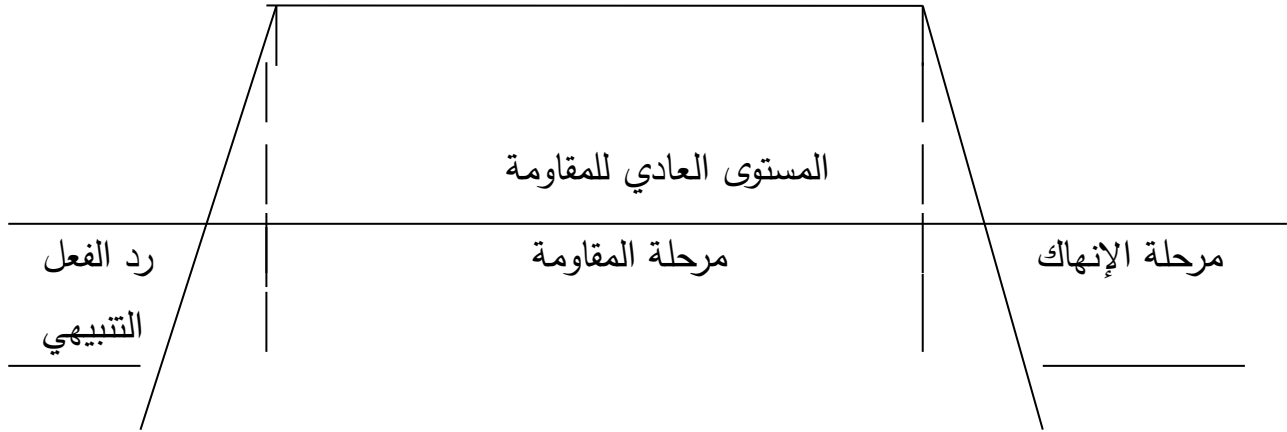 المستوى العادي للمقاومة
رد الفعل
التنبيهي
مرحلة المقاومة
مرحلة الإنهاك